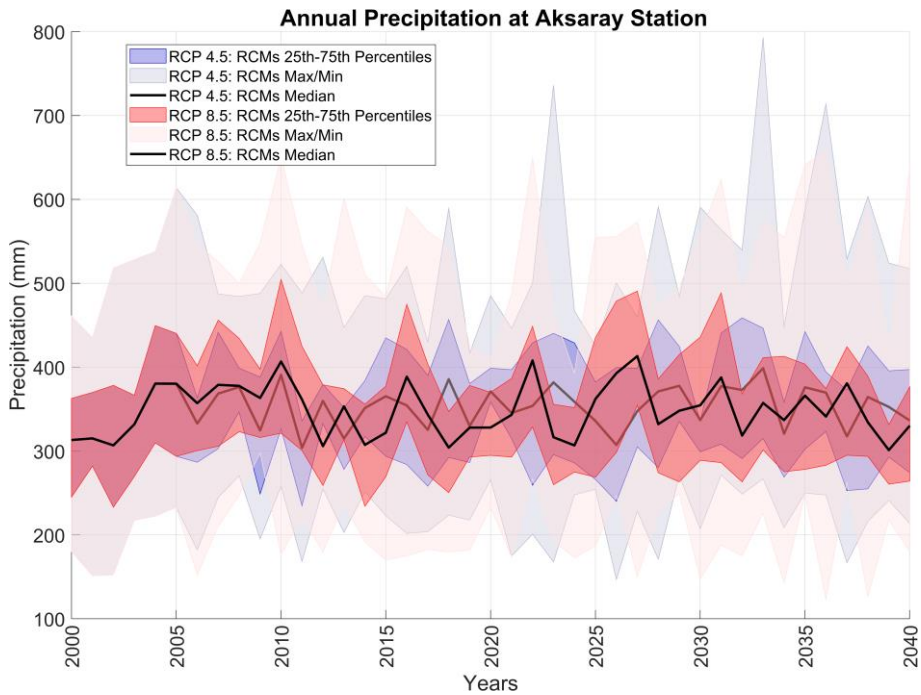 Annual Precipitation at Aksaray Station
800
700
600
500
400
300
200
100
Precipitation (mm)
RCP 4.5: RCMs 25th-75th Percentiles
RCP 4.5: RCMs Max/Min
RCP 4.5: RCMs Median
RCP 8.5: RCMs 25th-75th Percentiles
RCP 8.5: RCMs Max/Min
RCP 8.5: RCMs Median
2000
2005
2010
2015
2020
2025
2030
2035
2040
Years